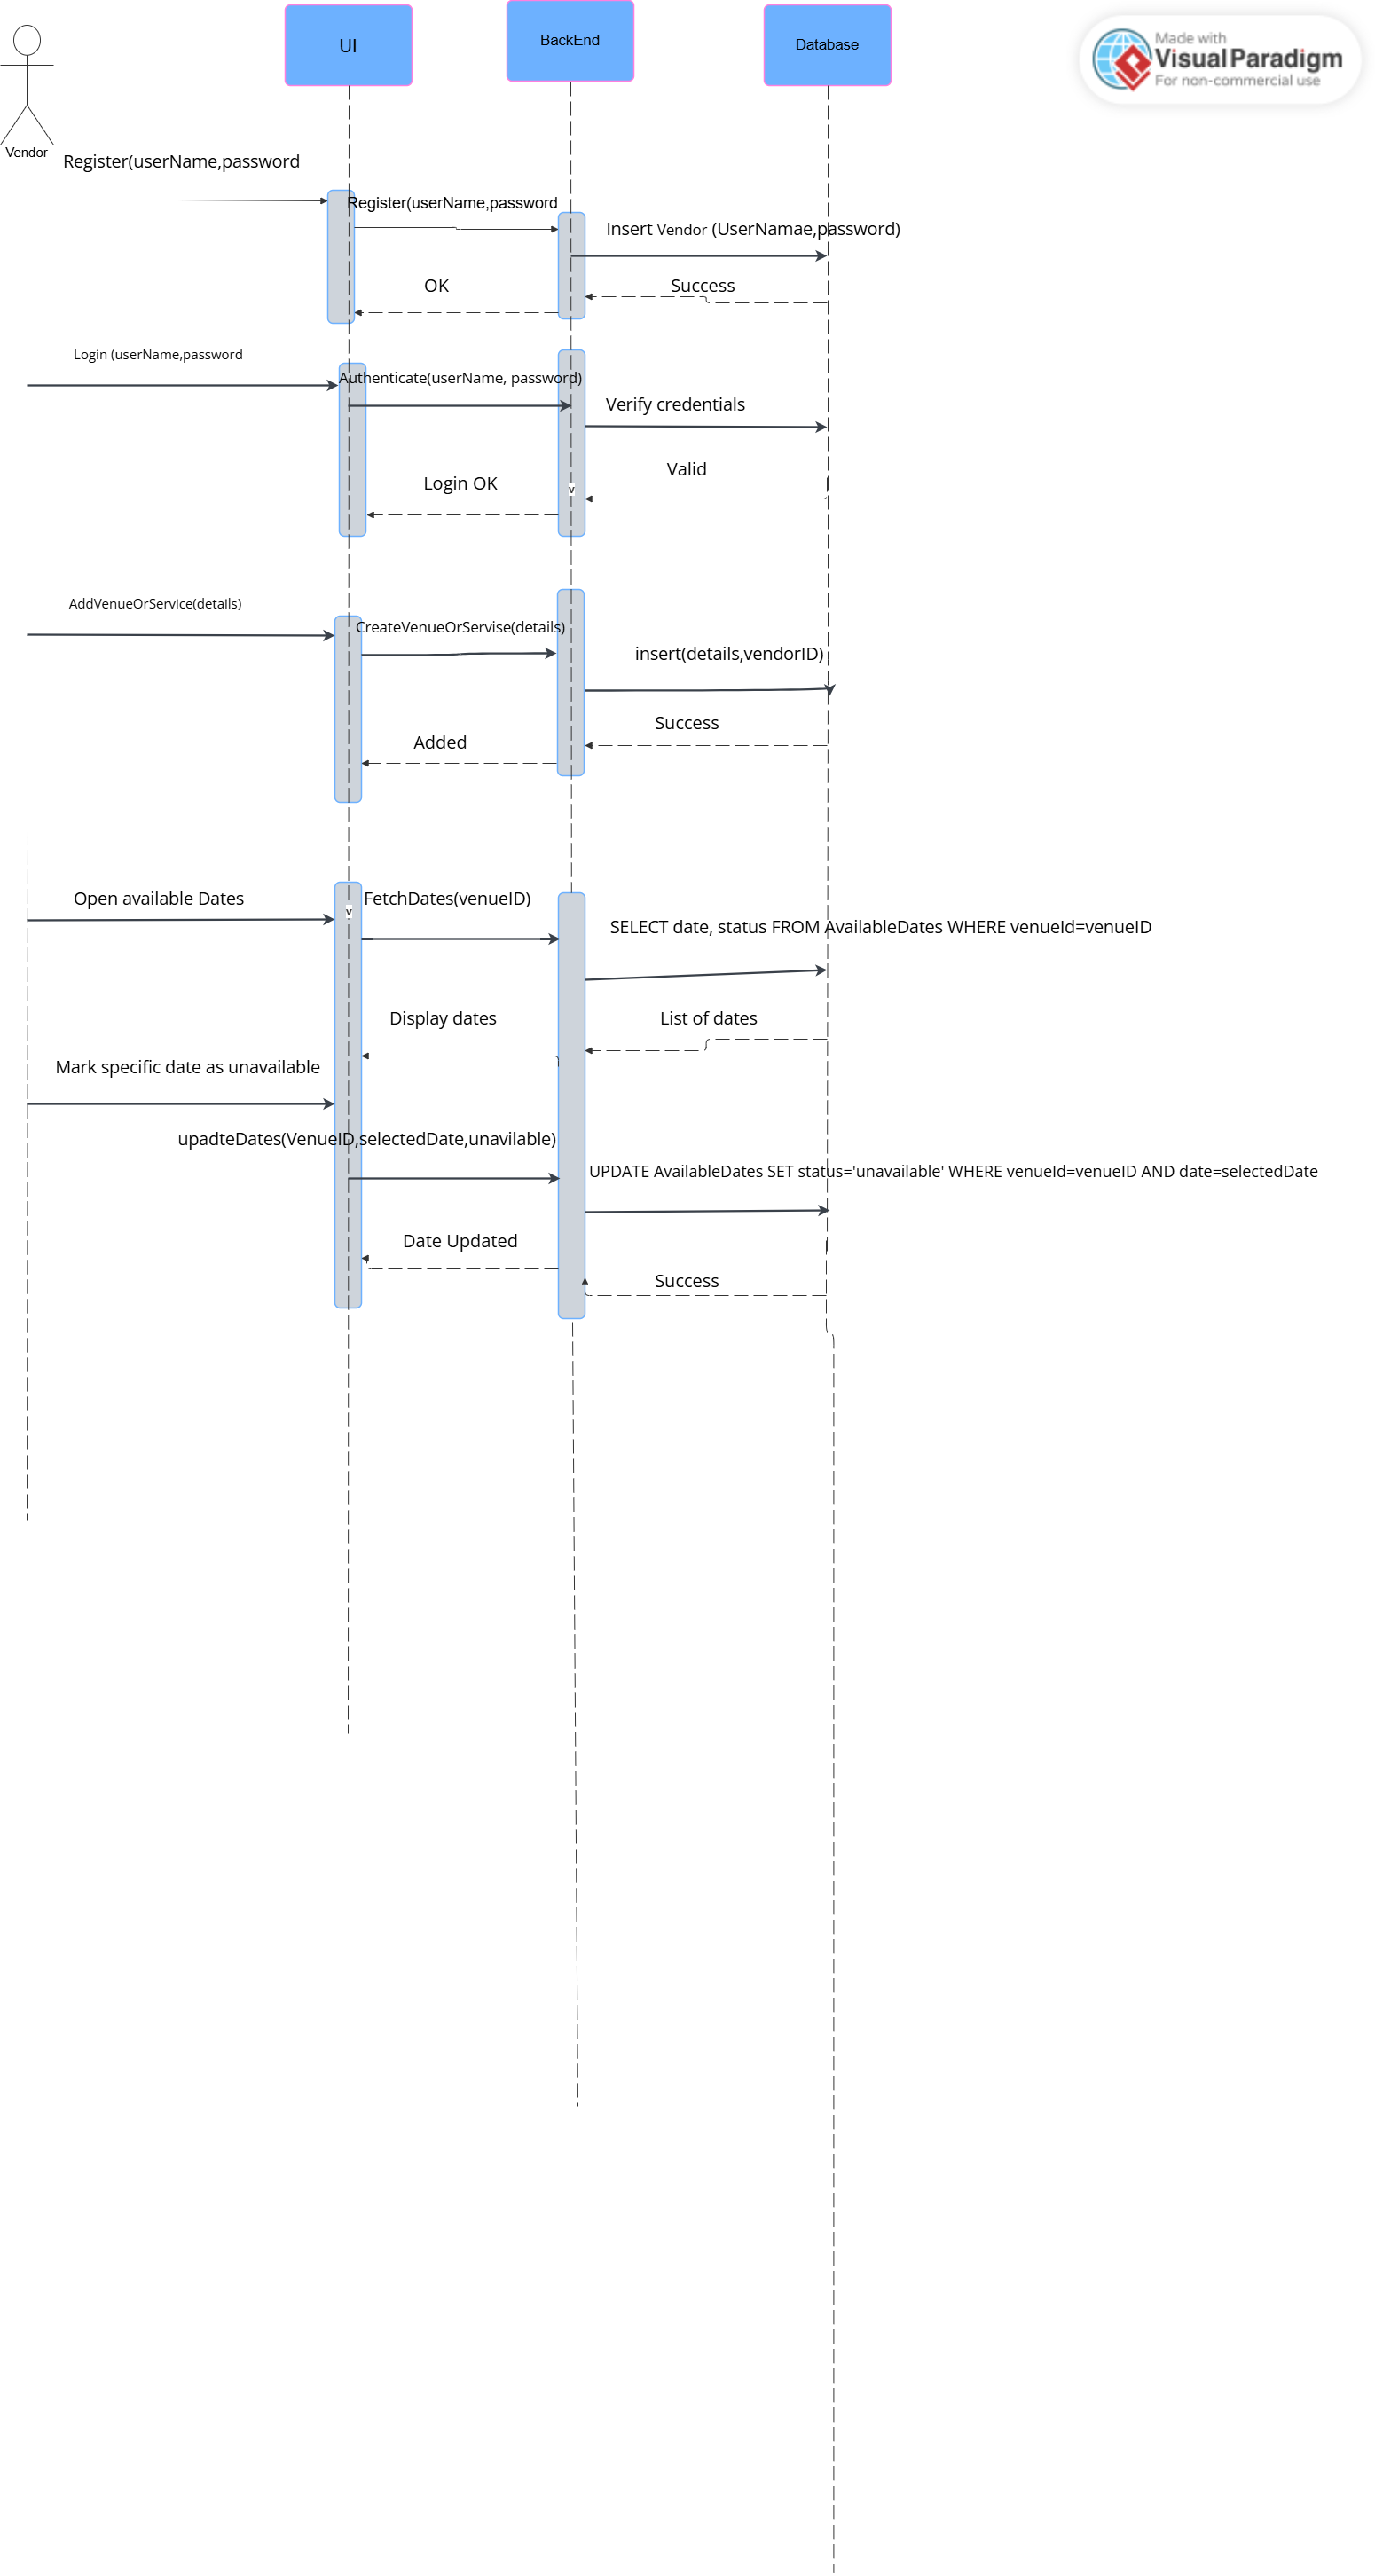 UI
BackEnd
Database
Made with
Visual Paradigm
For non-commercial use
Vendor
Register(userName,password
Register(userName,password
Insert Vendor (UserNamae,password)
OK
Success
Login (userName,password
Authenticate(userName, password)
Verify credentials
Valid
Login OK
v
AddVenueOrService(details)
CreateVenueOrServise(details)
insert(details,vendorID)
Success
Added
Open available Dates
FetchDates(venueID)
v
SELECT date, status FROM AvailableDates WHERE venueId=venueID
Display dates
List of dates
Mark specific date as unavailable
upadteDates(VenueID,selectedDate,unavilable)
UPDATE AvailableDates SET status='unavailable' WHERE venueId=venueID AND date=selectedDate
Date Updated
Success